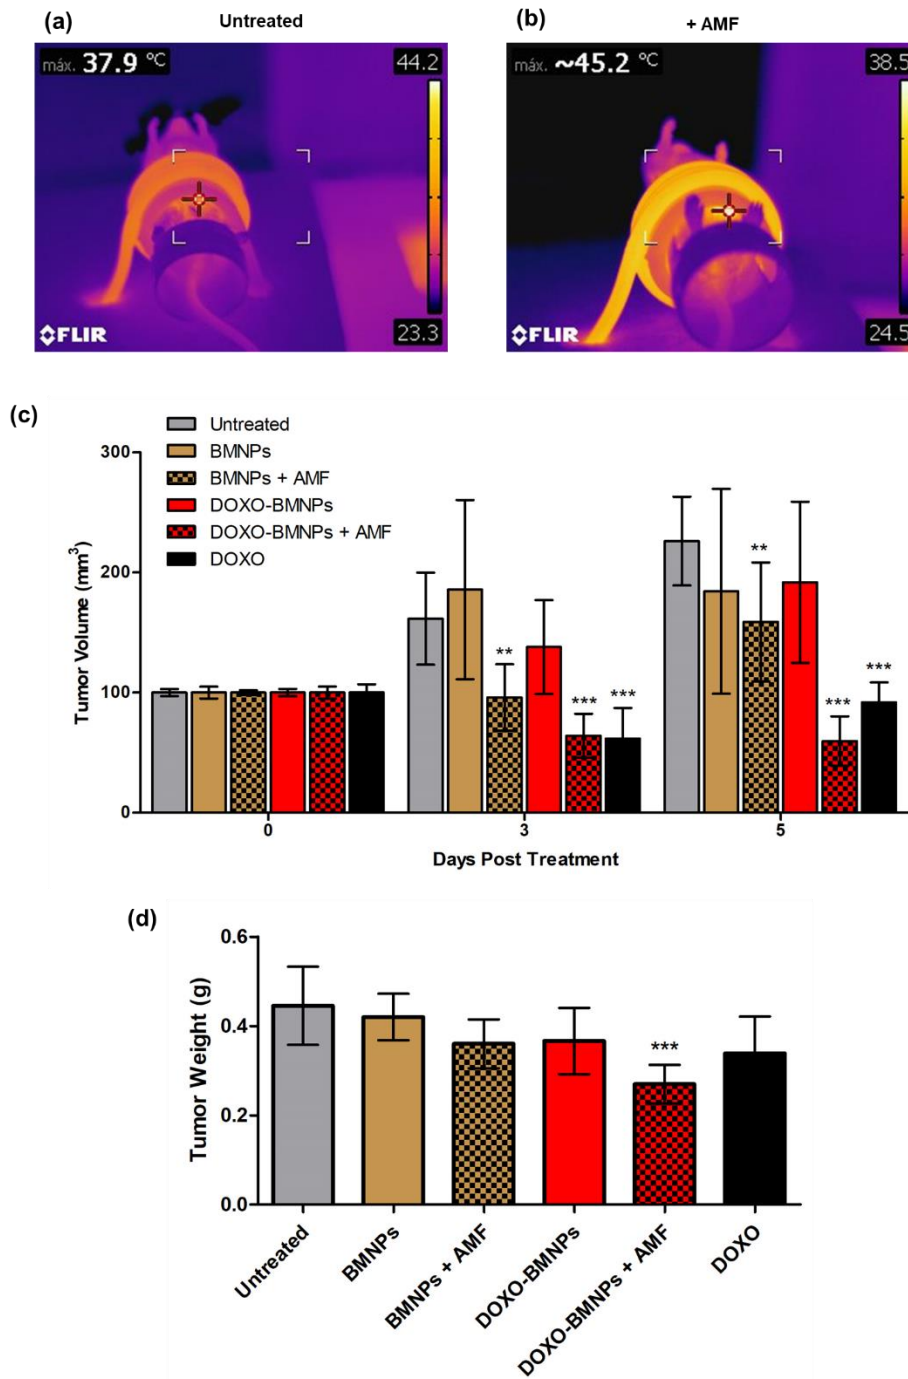 (a) Untreated
(b) + AMF
máx. 37.9 °C
44.2
23.3
FLIR
máx. ~45.2 °C
38.5
24.5
FLIR
(c)
Untreated
BMNPs
BMNPs + AMF
DOXO-BMNPs
DOXO-BMNPs + AMF
DOXO
Tumor Volume (mm³)
300
200
100
0
**
***
***
**
***
***
0 3 5
Days Post Treatment
(d)
Tumor Weight (g)
0.6
0.4
0.2
0.0
***
Untreated
BMNPs
BMNPs + AMF
DOXO-BMNPs
DOXO-BMNPs + AMF
DOXO